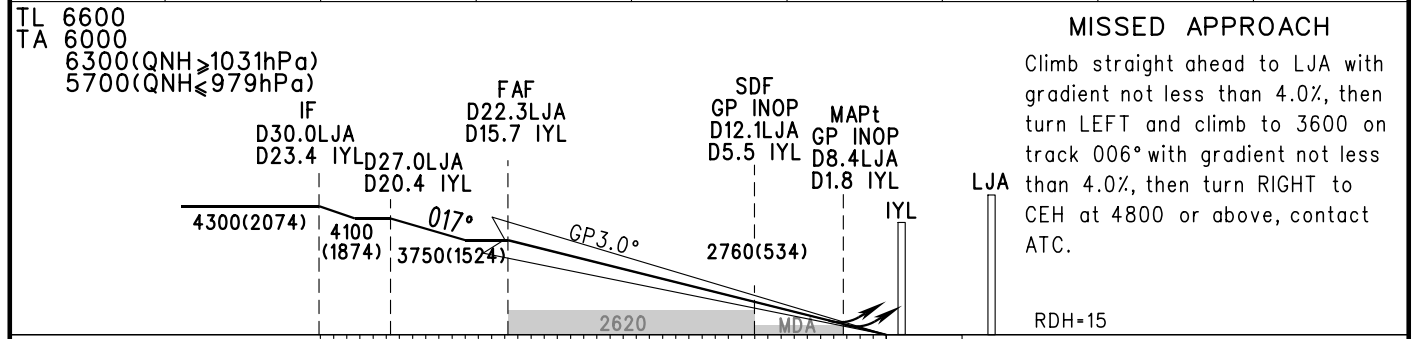 TL 6600
TA 6000
6300(QNH≥1031hPa)
5700(QNH≤979hPa)
IF
D30.0LJA
D23.4 IYL
D27.0LJA
D20.4 IYL
FAF
D22.3LJA
D15.7 IYL
SDF
GP INOP
D12.1LJA
D5.5 IYL
MAPt
GP INOP
D8.4LJA
D1.8 IYL
IYL
LJA
4300(2074)
4100
(1874)
017°
3750(1524)
GP3.0°
2760(534)
2620
MDA
MISSED APPROACH
Climb straight ahead to LJA with
gradient not less than 4.0%, then
turn LEFT and climb to 3600 on
track 006° with gradient not less
than 4.0%, then turn RIGHT to
CEH at 4800 or above, contact
ATC.
RDH=15